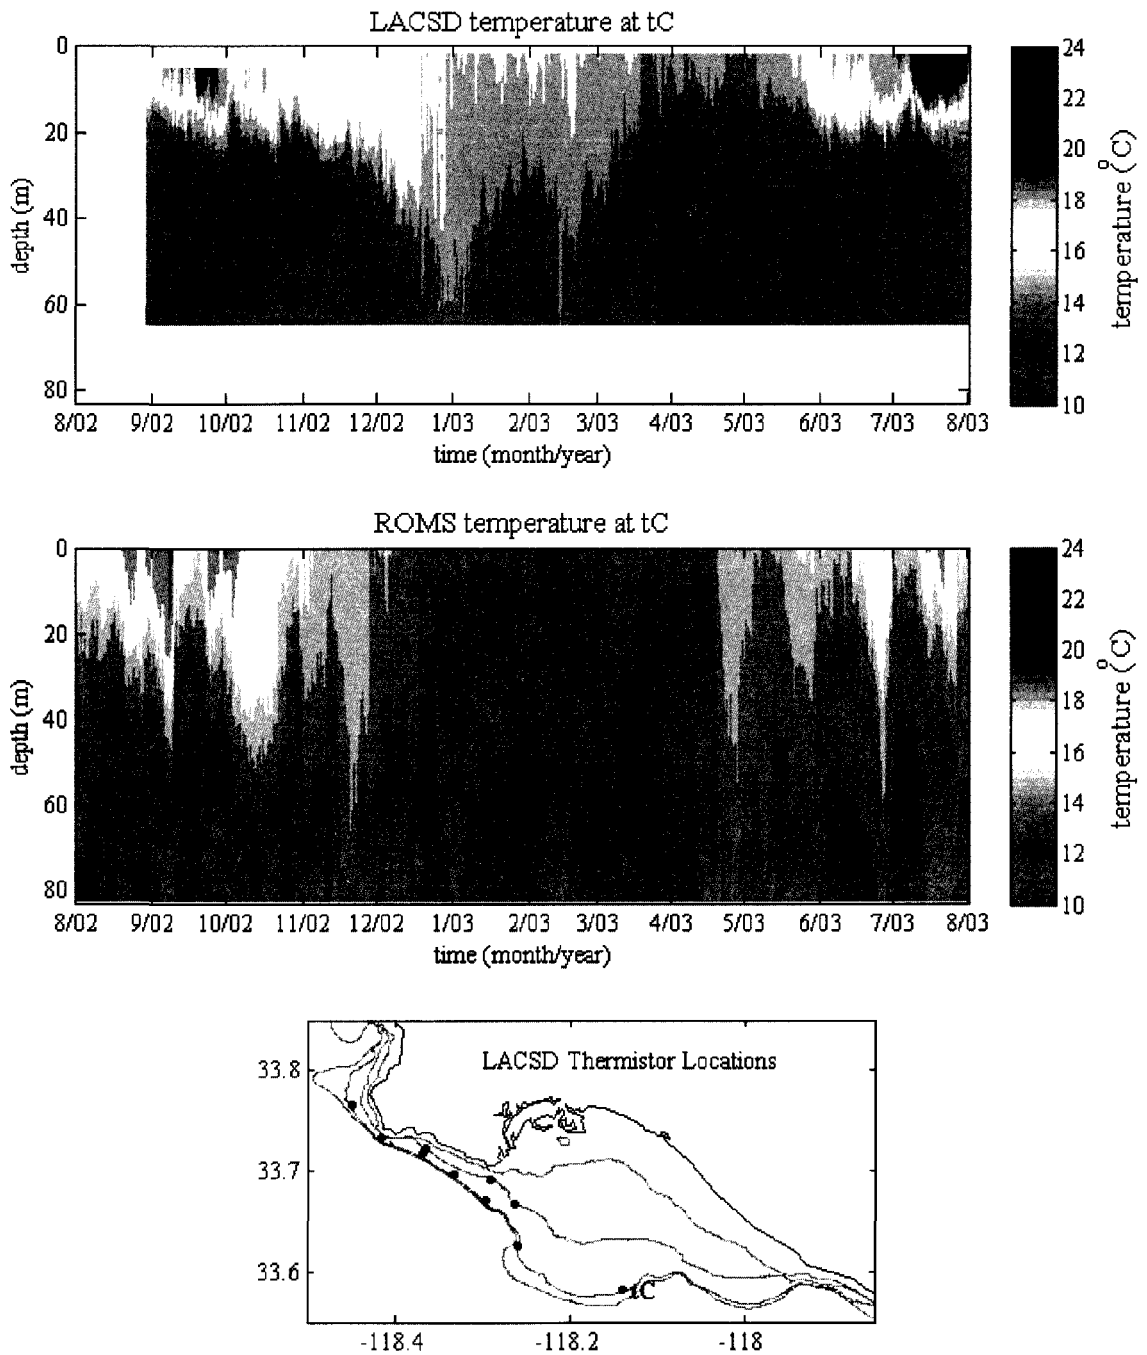 LACSD temperature at tC
0
20
40
60
80
depth (m)
8/02 9/02 10/02 11/02 12/02 1/03 2/03 3/03 4/03 5/03 6/03 7/03 8/03
time (month/year)
24
22
20
18
16
14
12
10
temperature (°C)
ROMS temperature at tC
0
20
40
60
80
depth (m)
8/02 9/02 10/02 11/02 12/02 1/03 2/03 3/03 4/03 5/03 6/03 7/03 8/03
time (month/year)
24
22
20
18
16
14
12
10
temperature (°C)
LACSD Thermistor Locations
33.8
33.7
33.6
tC
-118.4 -118.2 -118